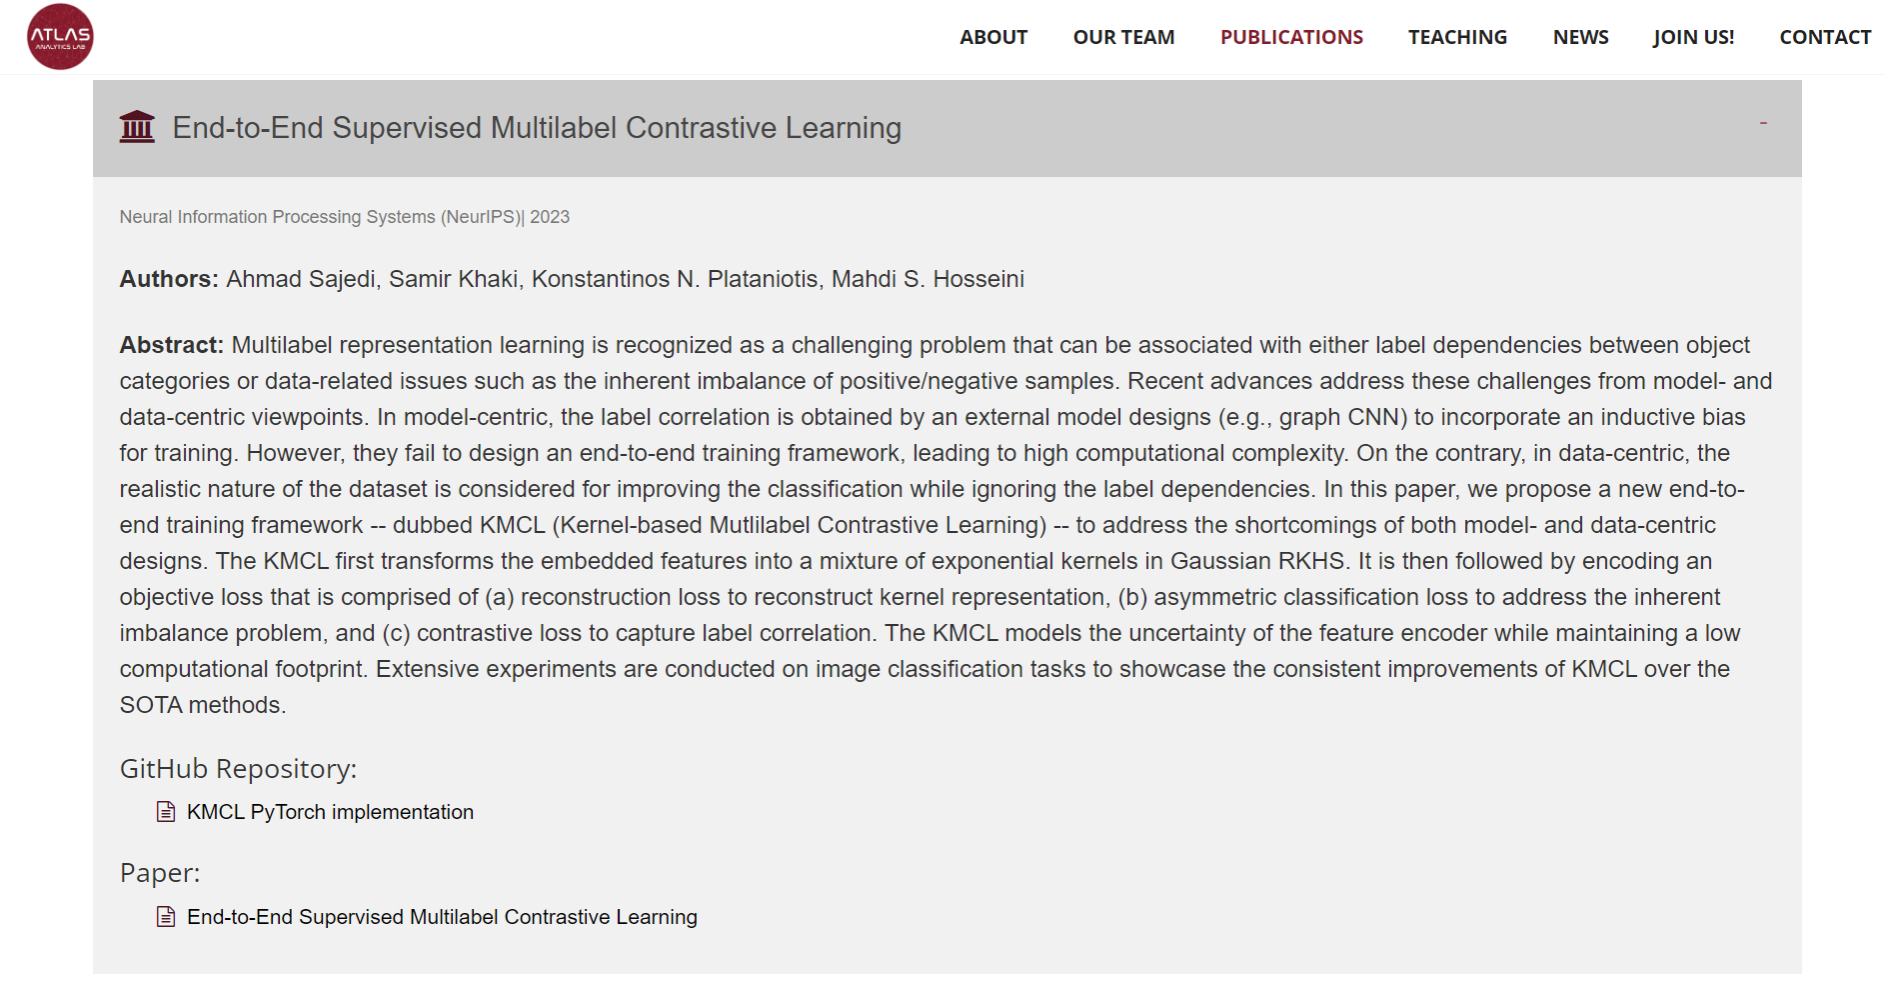 ATLAS
ANALYTICS LAB
ABOUT OUR TEAM PUBLICATIONS TEACHING NEWS JOIN US! CONTACT
End-to-End Supervised Multilabel Contrastive Learning -
Neural Information Processing Systems (NeurIPS)| 2023
Authors: Ahmad Sajedi, Samir Khaki, Konstantinos N. Plataniotis, Mahdi S. Hosseini
Abstract: Multilabel representation learning is recognized as a challenging problem that can be associated with either label dependencies between object
categories or data-related issues such as the inherent imbalance of positive/negative samples. Recent advances address these challenges from model- and
data-centric viewpoints. In model-centric, the label correlation is obtained by an external model designs (e.g., graph CNN) to incorporate an inductive bias
for training. However, they fail to design an end-to-end training framework, leading to high computational complexity. On the contrary, in data-centric, the
realistic nature of the dataset is considered for improving the classification while ignoring the label dependencies. In this paper, we propose a new end-to-
end training framework -- dubbed KMCL (Kernel-based Mutlilabel Contrastive Learning) -- to address the shortcomings of both model- and data-centric
designs. The KMCL first transforms the embedded features into a mixture of exponential kernels in Gaussian RKHS. It is then followed by encoding an
objective loss that is comprised of (a) reconstruction loss to reconstruct kernel representation, (b) asymmetric classification loss to address the inherent
imbalance problem, and (c) contrastive loss to capture label correlation. The KMCL models the uncertainty of the feature encoder while maintaining a low
computational footprint. Extensive experiments are conducted on image classification tasks to showcase the consistent improvements of KMCL over the
SOTA methods.
GitHub Repository:
KMCL PyTorch implementation
Paper:
End-to-End Supervised Multilabel Contrastive Learning